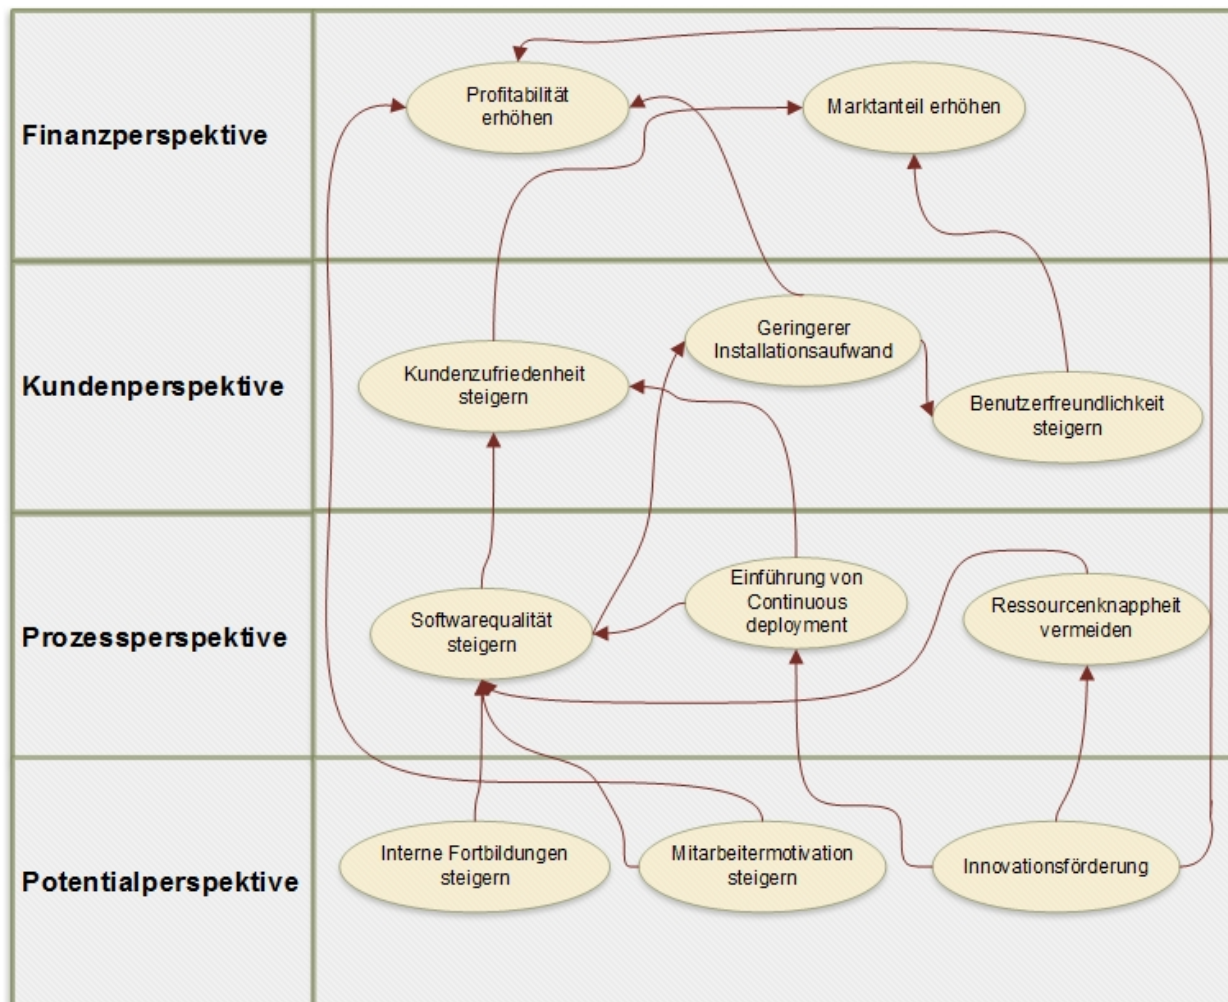 Finanzperspektive
Profitabilität
erhöhen
Marktanteil erhöhen
Kundenperspektive
Kundenzufriedenheit
steigern
Geringerer
Installationsaufwand
Benutzerfreundlichkeit
steigern
Prozessperspektive
Softwarequalität
steigern
Einführung von
Continuous
deployment
Ressourcenknappheit
vermeiden
Potentialperspektive
Interne Fortbildungen
steigern
Mitarbeitermotivation
steigern
Innovationsförderung